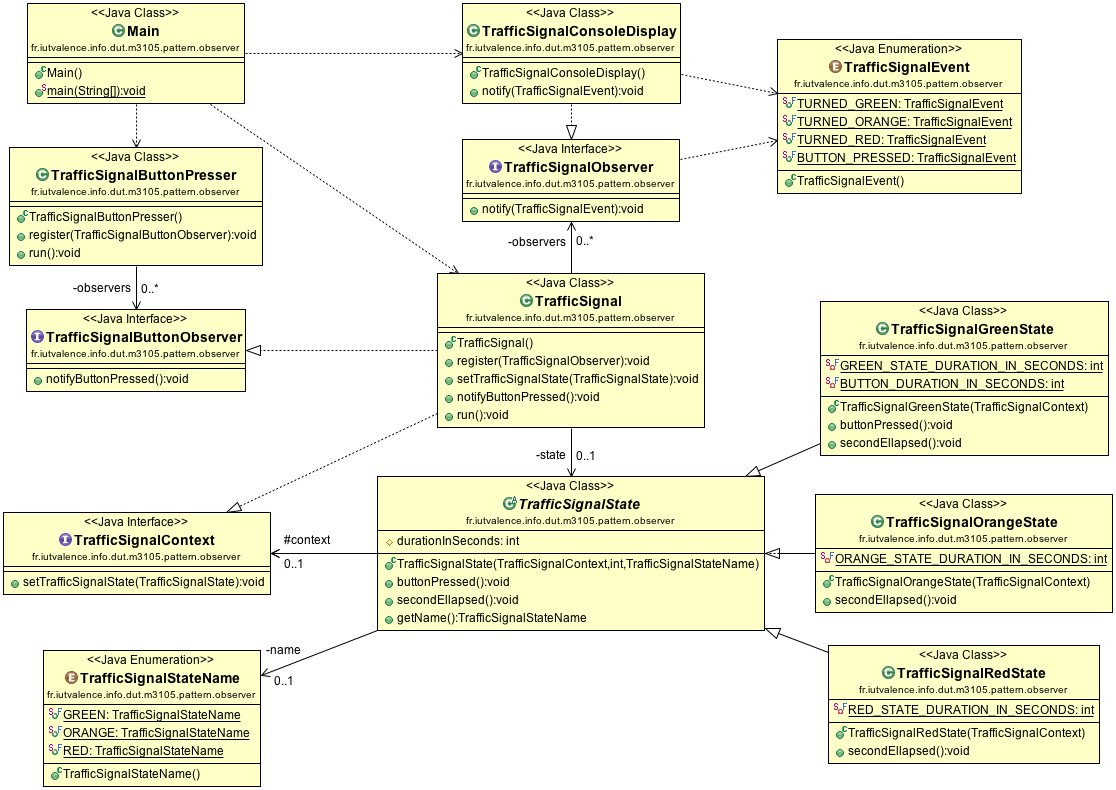 <<Java Class>>
Main
fr.iutvalence.info.dut.m3105.pattern.observer
Main()
main(String[]):void
<<Java Class>>
TrafficSignalConsoleDisplay
fr.iutvalence.info.dut.m3105.pattern.observer
TrafficSignalConsoleDisplay()
notify(TrafficSignalEvent):void
<<Java Enumeration>>
TrafficSignalEvent
fr.iutvalence.info.dut.m3105.pattern.observer
TURNED_GREEN: TrafficSignalEvent
TURNED_ORANGE: TrafficSignalEvent
TURNED_RED: TrafficSignalEvent
BUTTON_PRESSED: TrafficSignalEvent
TrafficSignalEvent()
<<Java Class>>
TrafficSignalButtonPresser
fr.iutvalence.info.dut.m3105.pattern.observer
TrafficSignalButtonPresser()
register(TrafficSignalButtonObserver):void
run():void
<<Java Interface>>
TrafficSignalObserver
fr.iutvalence.info.dut.m3105.pattern.observer
notify(TrafficSignalEvent):void
-observers
0..*
-observers
0..*
<<Java Interface>>
TrafficSignalButtonObserver
fr.iutvalence.info.dut.m3105.pattern.observer
notifyButtonPressed():void
<<Java Class>>
TrafficSignal
fr.iutvalence.info.dut.m3105.pattern.observer
TrafficSignal()
register(TrafficSignalObserver):void
setTrafficSignalState(TrafficSignalState):void
notifyButtonPressed():void
run():void
<<Java Class>>
TrafficSignalGreenState
fr.iutvalence.info.dut.m3105.pattern.observer
GREEN_STATE_DURATION_IN_SECONDS: int
BUTTON_DURATION_IN_SECONDS: int
TrafficSignalGreenState(TrafficSignalContext)
buttonPressed():void
secondEllapsed():void
-state
0..1
<<Java Class>>
TrafficSignalState
fr.iutvalence.info.dut.m3105.pattern.observer
durationInSeconds: int
TrafficSignalState(TrafficSignalContext,int,TrafficSignalStateName)
buttonPressed():void
secondEllapsed():void
getName():TrafficSignalStateName
<<Java Class>>
TrafficSignalOrangeState
fr.iutvalence.info.dut.m3105.pattern.observer
ORANGE_STATE_DURATION_IN_SECONDS: int
TrafficSignalOrangeState(TrafficSignalContext)
secondEllapsed():void
<<Java Interface>>
TrafficSignalContext
fr.iutvalence.info.dut.m3105.pattern.observer
setTrafficSignalState(TrafficSignalState):void
#context
0..1
-name
0..1
<<Java Enumeration>>
TrafficSignalStateName
fr.iutvalence.info.dut.m3105.pattern.observer
GREEN: TrafficSignalStateName
ORANGE: TrafficSignalStateName
RED: TrafficSignalStateName
TrafficSignalStateName()
<<Java Class>>
TrafficSignalRedState
fr.iutvalence.info.dut.m3105.pattern.observer
RED_STATE_DURATION_IN_SECONDS: int
TrafficSignalRedState(TrafficSignalContext)
secondEllapsed():void